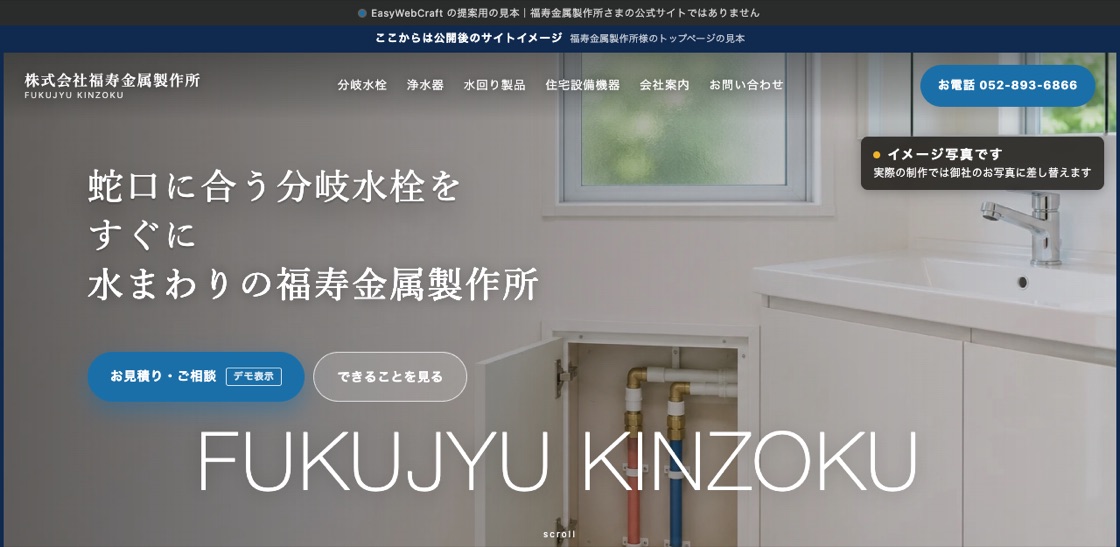 EasyWebCraft の提案用の見本｜福寿金属製作所さまの公式サイトではありません
ここからは公開後のサイトイメージ 福寿金属製作所様のトップページの見本
株式会社福寿金属製作所
FUKUJYU KINZOKU
分岐水栓 浄水器 水回り製品 住宅設備機器 会社案内 お問い合わせ
お電話 052-893-6866
イメージ写真です
実際の制作では御社のお写真に差し替えます
蛇口に合う分岐水栓を
すぐに
水まわりの福寿金属製作所
お見積り・ご相談 デモ表示
できることを見る
FUKUJYU KINZOKU
scroll